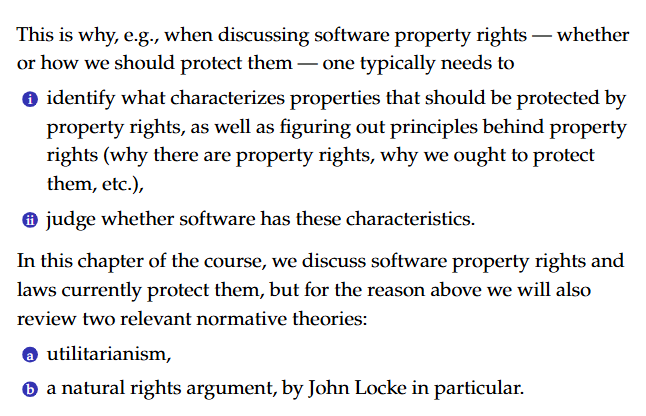 This is why, e.g., when discussing software property rights — whether
or how we should protect them — one typically needs to
i identify what characterizes properties that should be protected by
property rights, as well as figuring out principles behind property
rights (why there are property rights, why we ought to protect
them, etc.),
ii judge whether software has these characteristics.
In this chapter of the course, we discuss software property rights and
laws currently protect them, but for the reason above we will also
review two relevant normative theories:
a utilitarianism,
b a natural rights argument, by John Locke in particular.